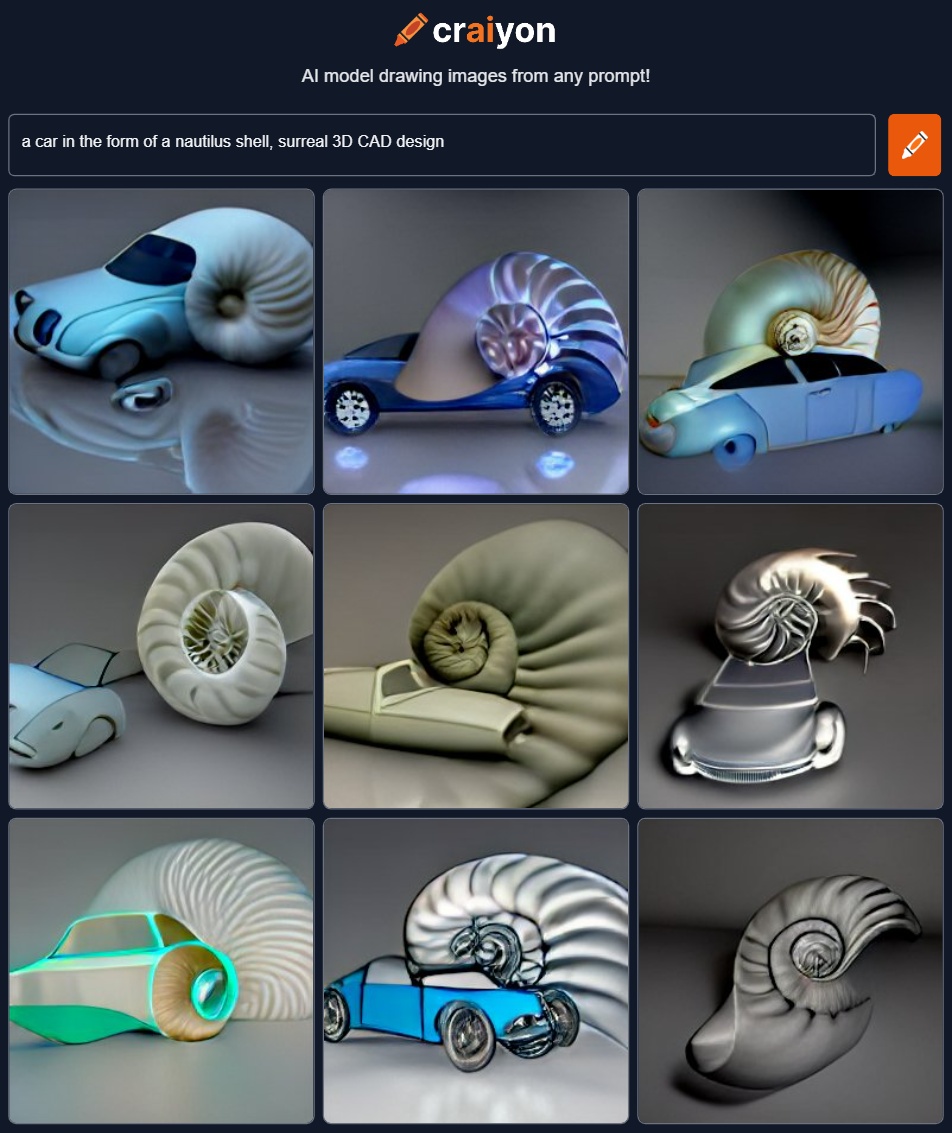 craiyon
AI model drawing images from any prompt!
a car in the form of a nautilus shell, surreal 3D CAD design